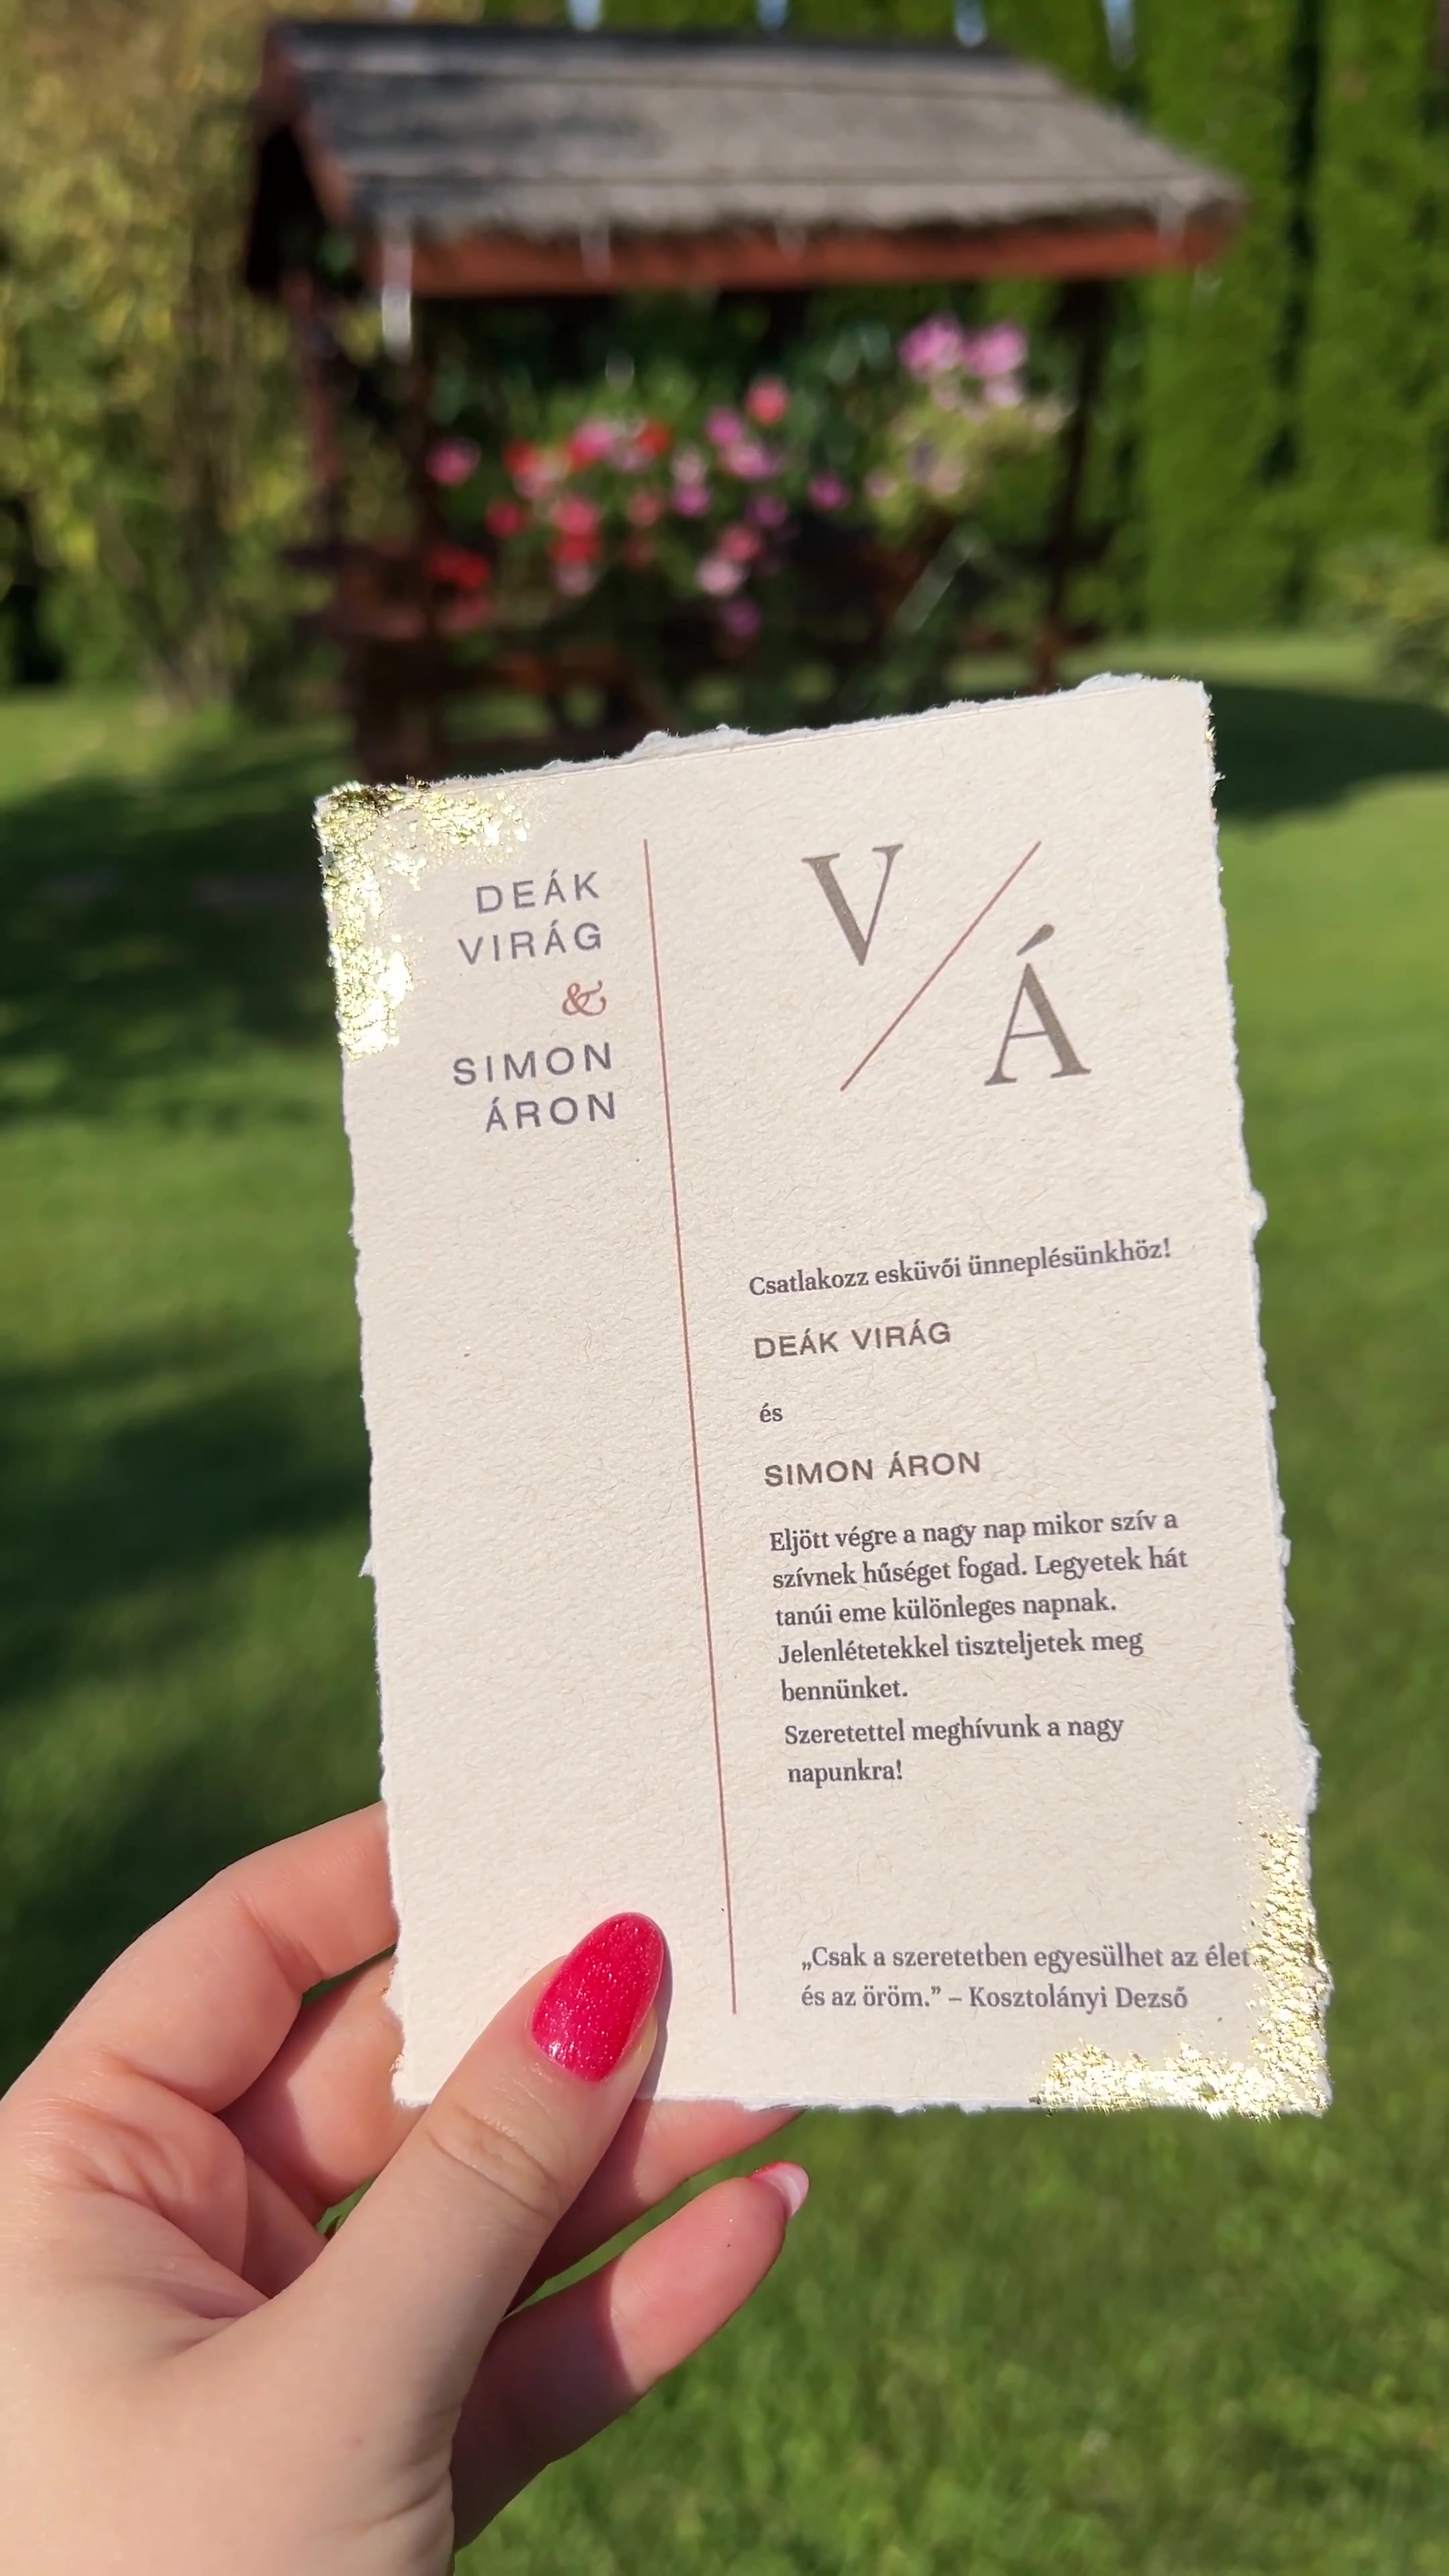 DEÁK
VIRÁG
&
SIMON
ÁRON
V
Á
Csatlakozz esküvői ünneplésünkhöz!
DEÁK VIRÁG
és
SIMON ÁRON
Eljött végre a nagy nap mikor szív a
szívnek hűséget fogad. Legyetek hát
tanúi eme különleges napnak.
Jelenlétetekkel tiszteljetek meg
bennünket.
Szeretettel meghívunk a nagy
napunkra!
„Csak a szeretetben egyesülhet az élet
és az öröm.” – Kosztolányi Dezső